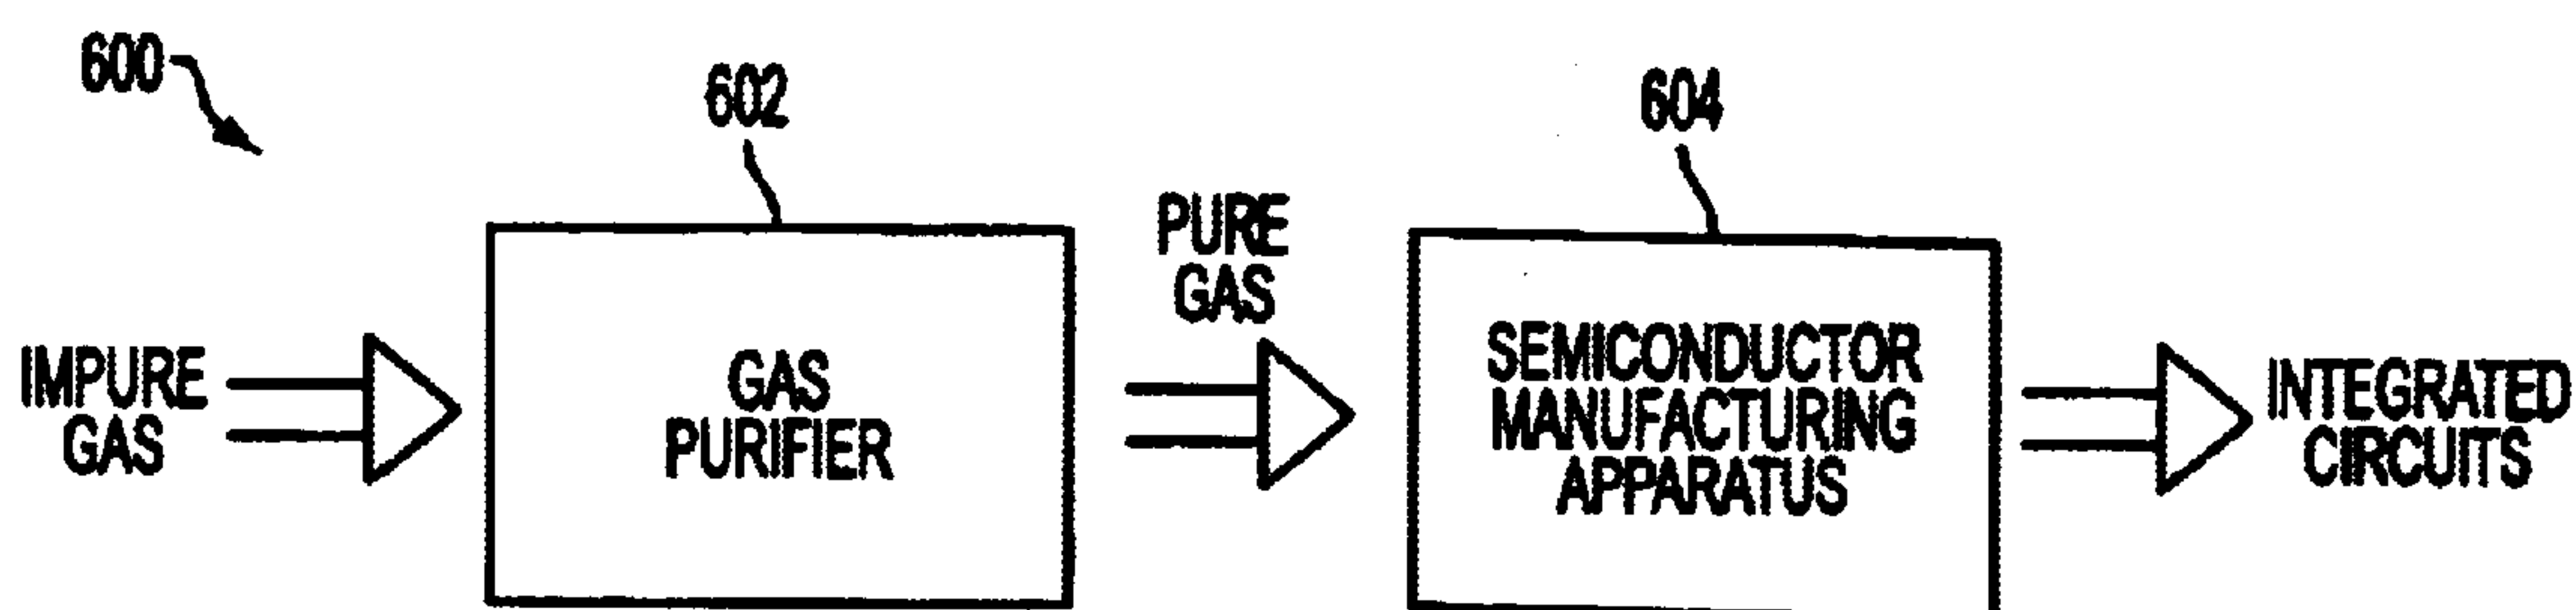 600
602
604
IMPURE
GAS
GAS
PURIFIER
PURE
GAS
SEMICONDUCTOR
MANUFACTURING
APPARATUS
INTEGRATED
CIRCUITS